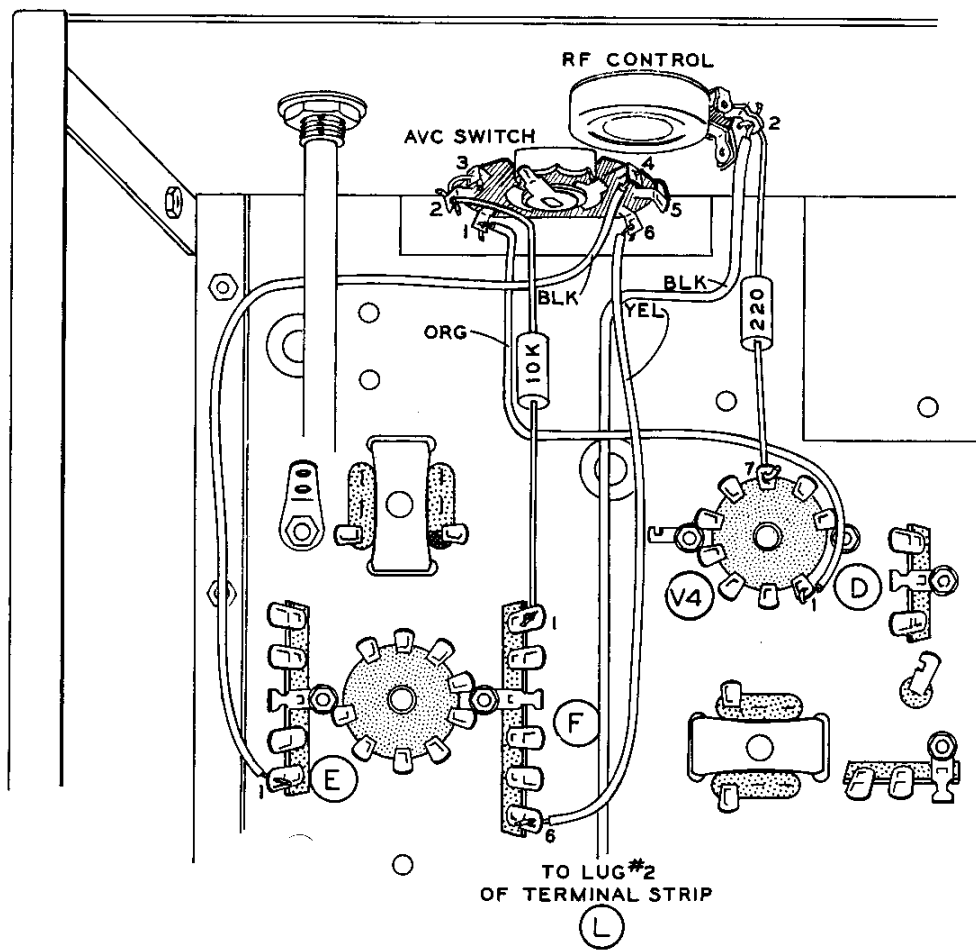 RF CONTROL
2
AVC SWITCH
3
4
2
5
1
6
BLK
BLK
YEL
220
ORG
10K
7
V4
1
D
1
F
1
E
6
TO LUG #2
OF TERMINAL STRIP
L